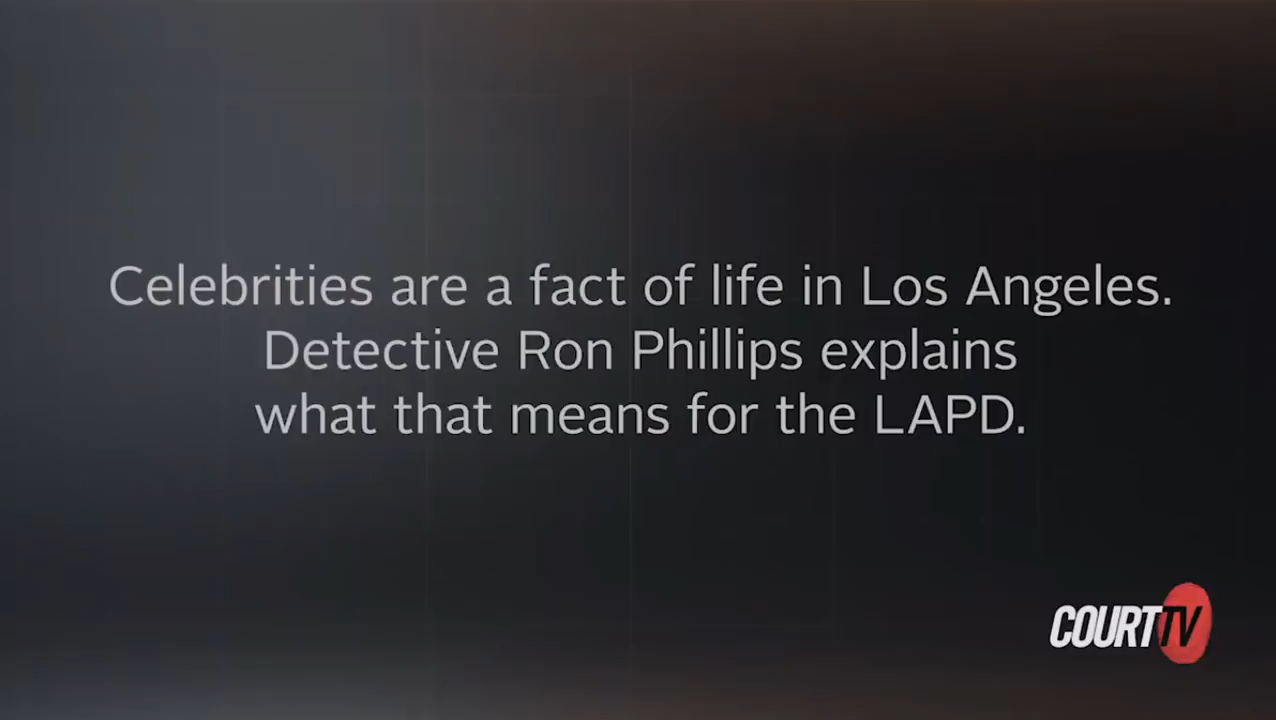 Celebrities are a fact of life in Los Angeles.
Detective Ron Phillips explains
what that means for the LAPD.
COURT TV